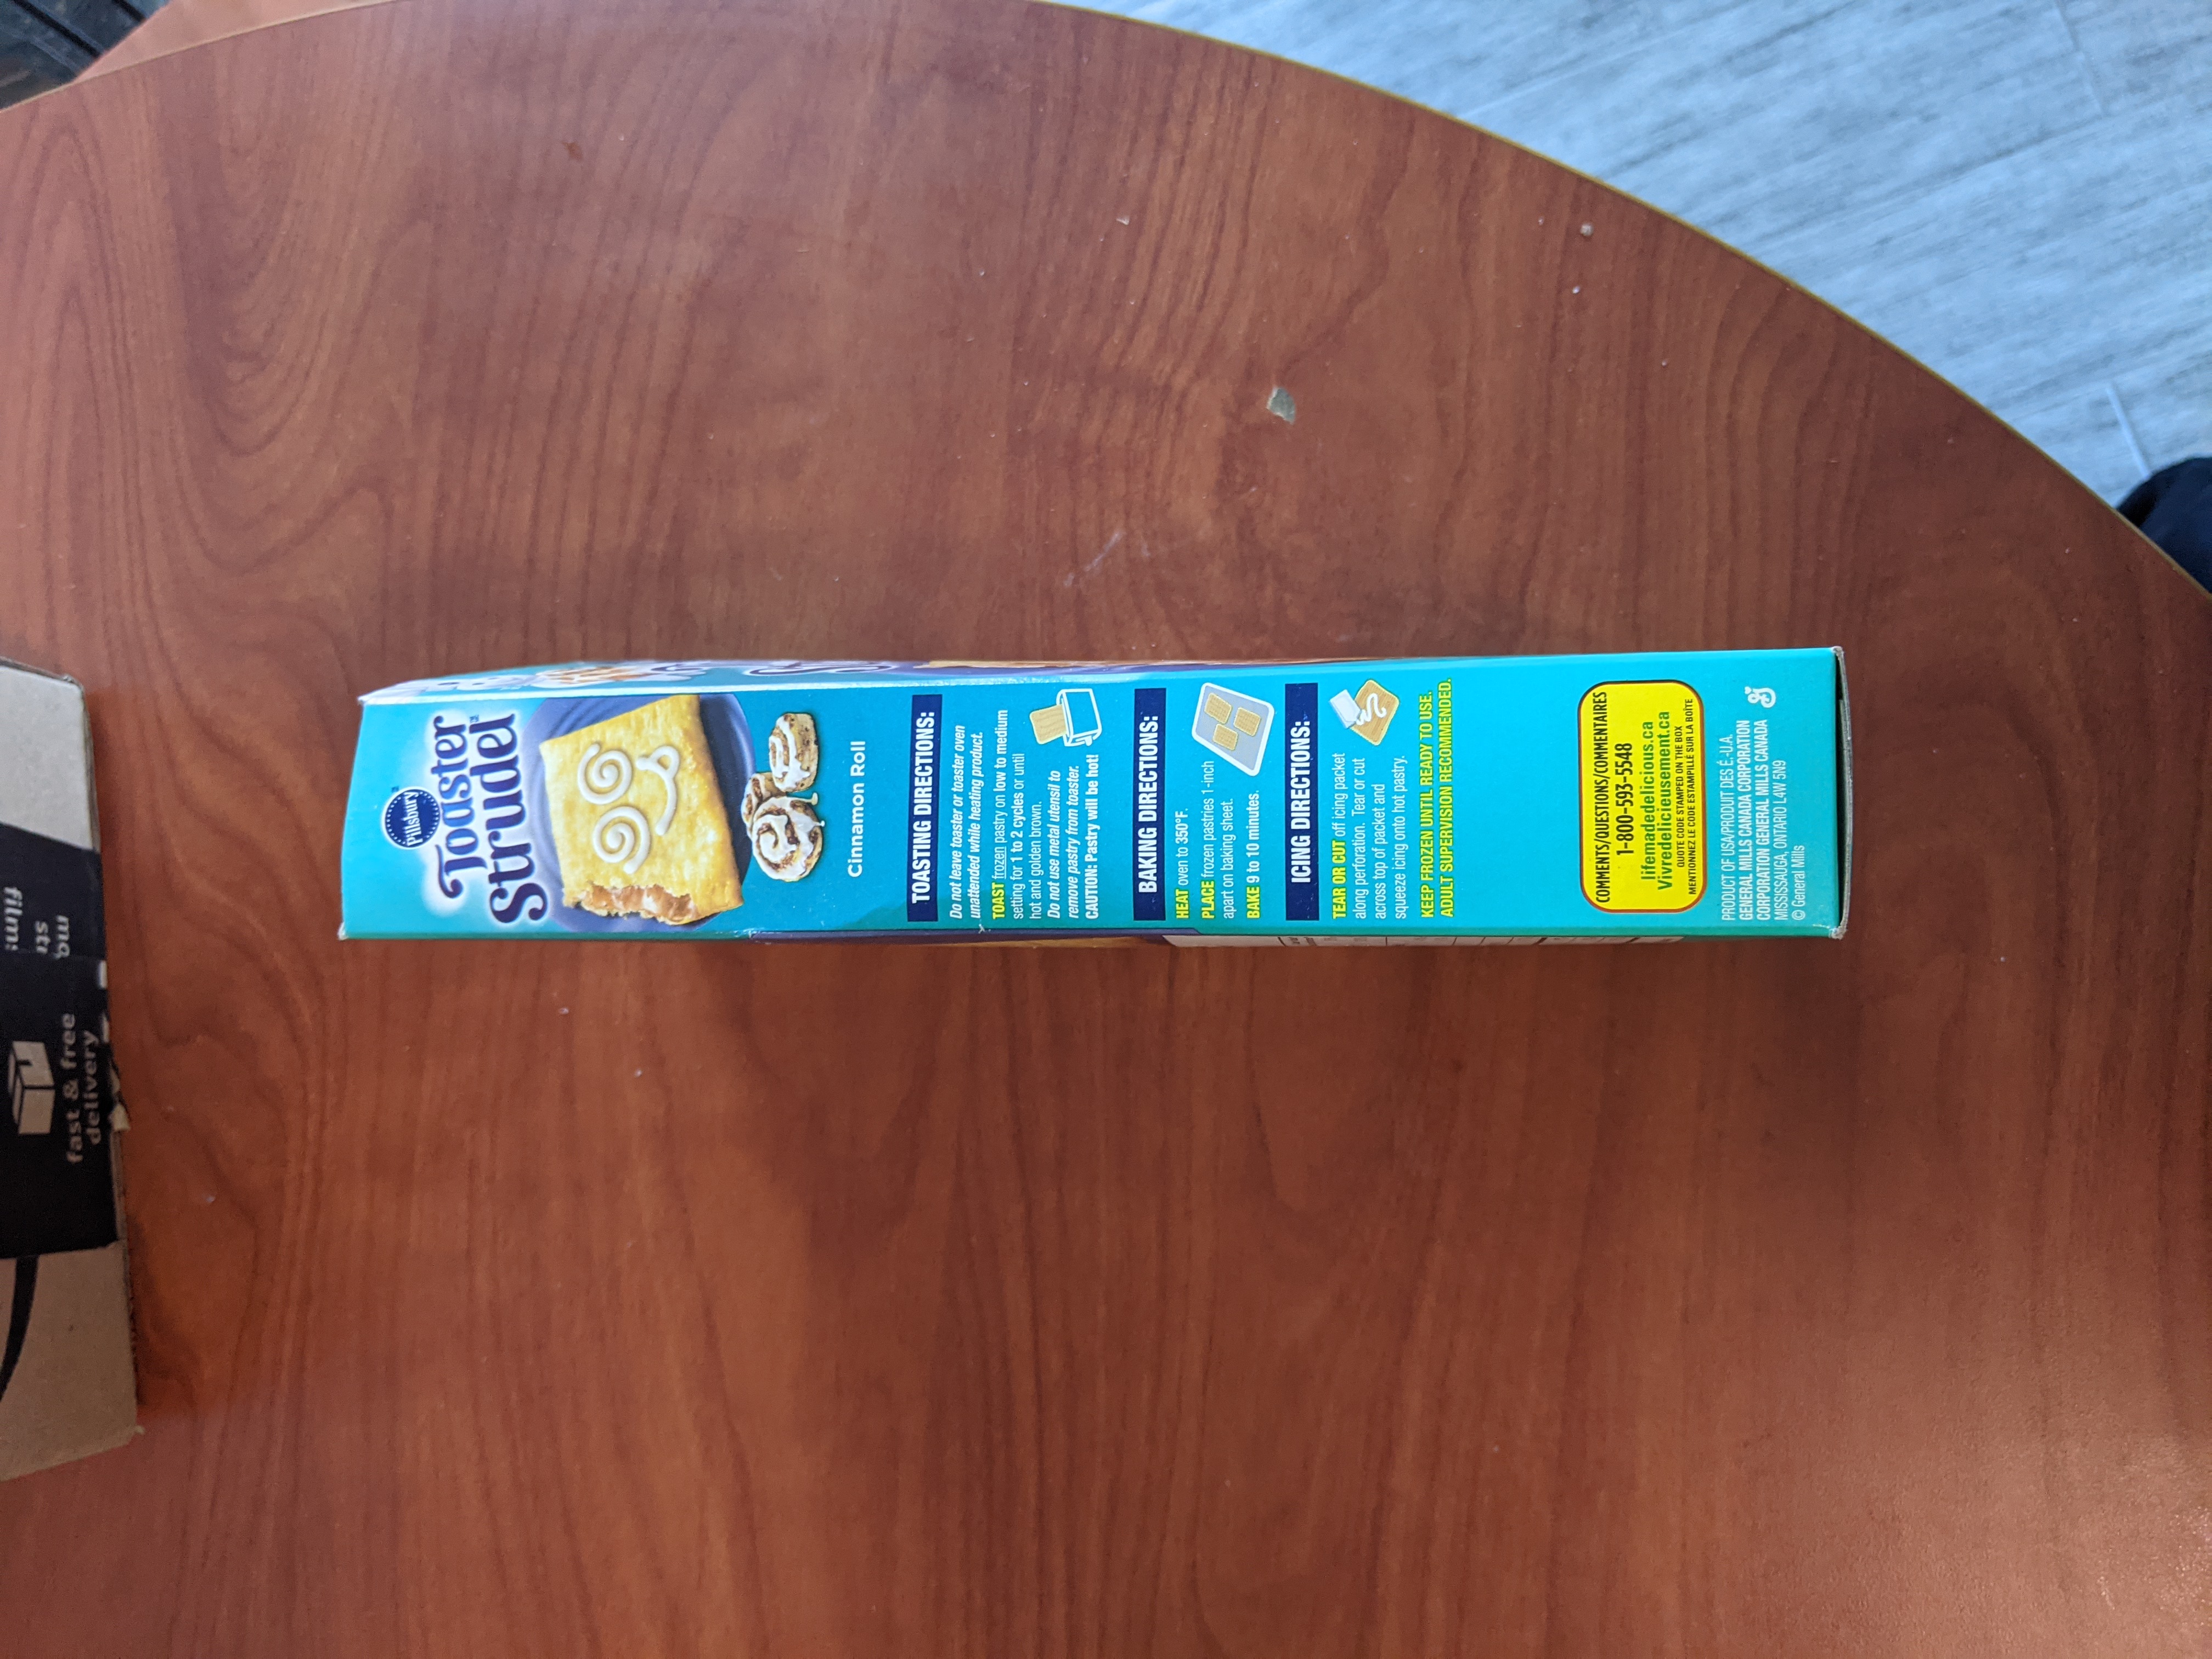 Pillsbury
Toaster
Strudel
Cinnamon Roll
TOASTING DIRECTIONS:
Do not leave toaster or toaster oven
unattended while heating product.
TOAST frozen pastry on low to medium
setting for 1 to 2 cycles or until
hot and golden brown.
Do not use metal utensil to
remove pastry from toaster.
CAUTION: Pastry will be hot!
BAKING DIRECTIONS:
HEAT oven to 350°F.
PLACE frozen pastries 1-inch
apart on baking sheet.
BAKE 9 to 10 minutes.
ICING DIRECTIONS:
TEAR OR CUT off icing packet
along perforation. Tear or cut
across top of packet and
squeeze icing onto hot pastry.
KEEP FROZEN UNTIL READY TO USE.
ADULT SUPERVISION RECOMMENDED.
COMMENTS/QUESTIONS/COMMENTAIRES
1-800-593-5548
lifemadedelicious.ca
Vivredelicieusement.ca
QUOTE CODE STAMPED ON THE BOX
MENTIONNEZ LE CODE ESTAMPILLÉ SUR LA BOÎTE
PRODUCT OF USA/PRODUIT DES É.-U.A.
GENERAL MILLS CANADA CORPORATION
CORPORATION GENERAL MILLS CANADA
MISSISSAUGA, ONTARIO L4W 5N9
© General Mills
G
fast & free
delivery